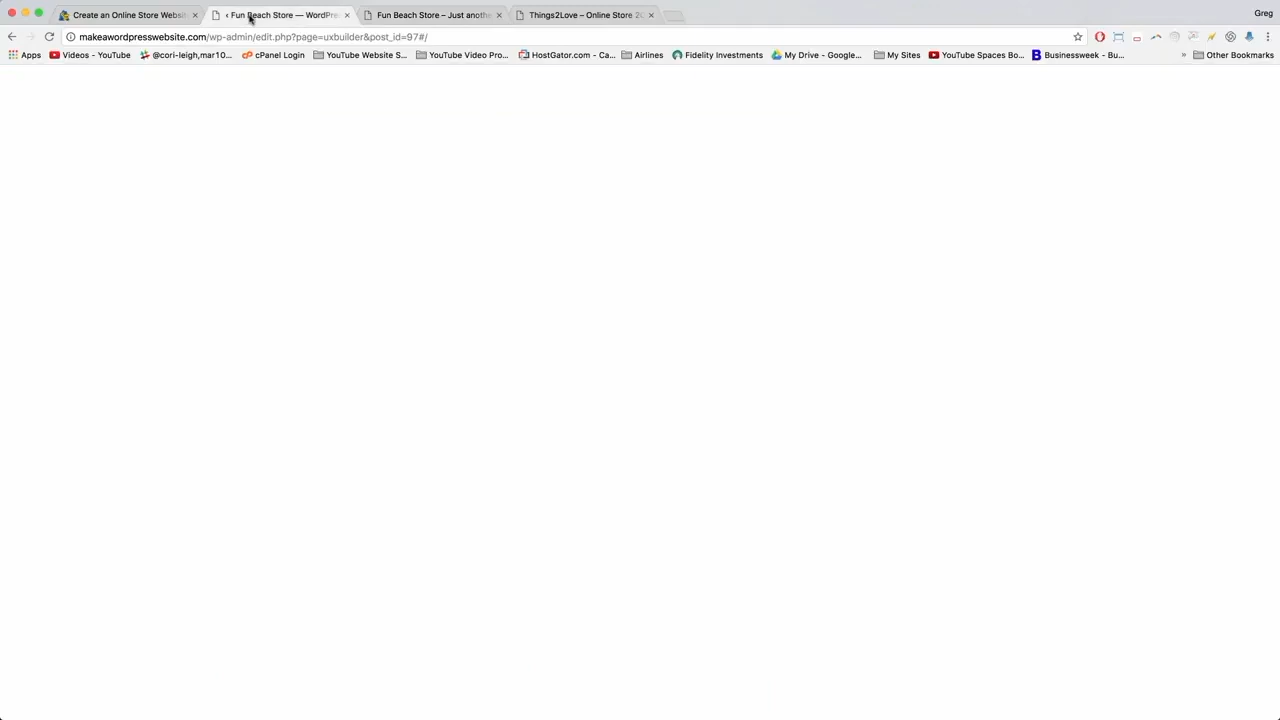 Create an Online Store Websit
‹ Fun Beach Store — WordPre
Fun Beach Store – Just anothe
Things2Love – Online Store 20
Greg
makeawordpresswebsite.com/wp-admin/edit.php?page=uxbuilder&post_id=97#/
Apps
Videos - YouTube
@cori-leigh,mar10...
cPanel Login
YouTube Website S...
YouTube Video Pro...
HostGator.com - Ca...
Airlines
Fidelity Investments
My Drive - Google...
My Sites
YouTube Spaces Bo...
Businessweek - Bu...
»
Other Bookmarks